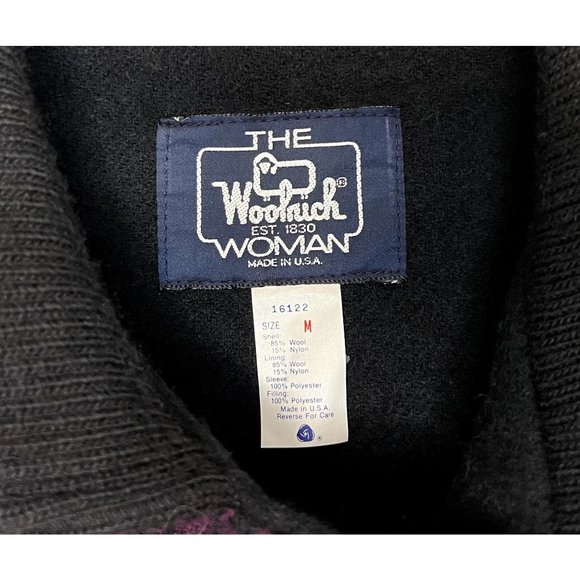 THE
Woolrich®
EST. 1830
WOMAN
MADE IN U.S.A.
16122
SIZE M
Shell:
85% Wool
15% Nylon
Lining:
85% Wool
15% Nylon
Sleeve:
100% Polyester
Filling:
100% Polyester
Made in U.S.A.
Reverse For Care
®